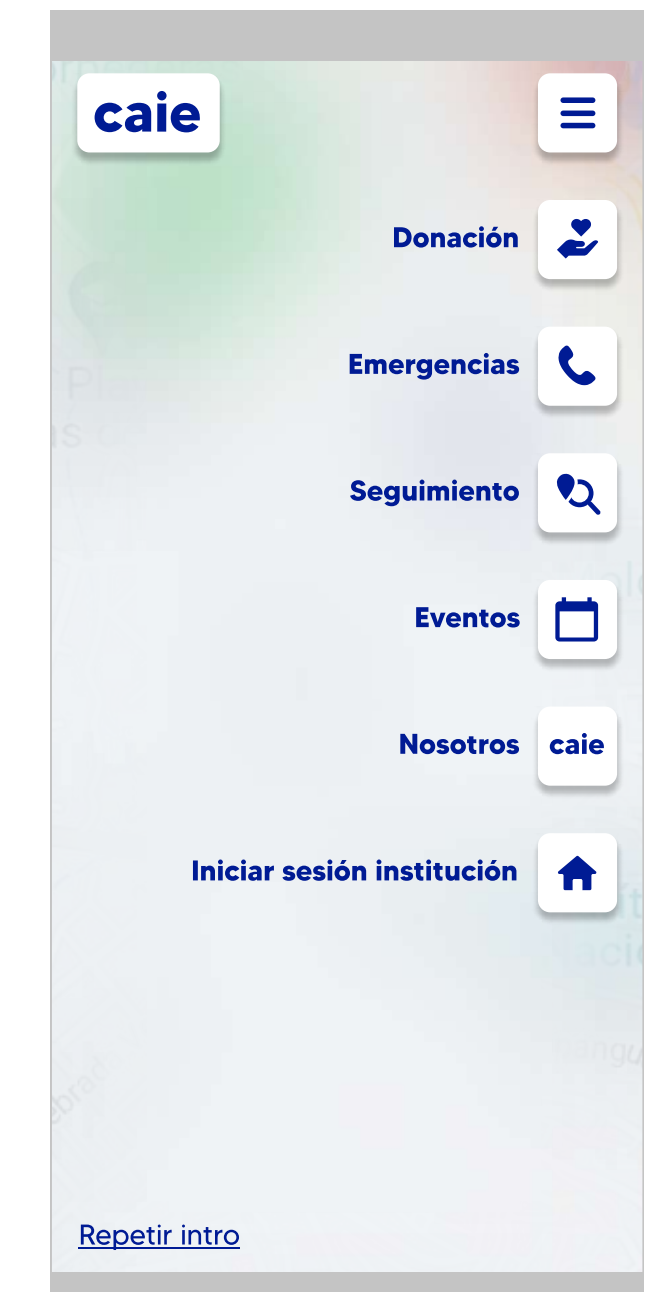 caie
Donación
Emergencias
Seguimiento
Eventos
Nosotros
caie
Iniciar sesión institución
Repetir intro